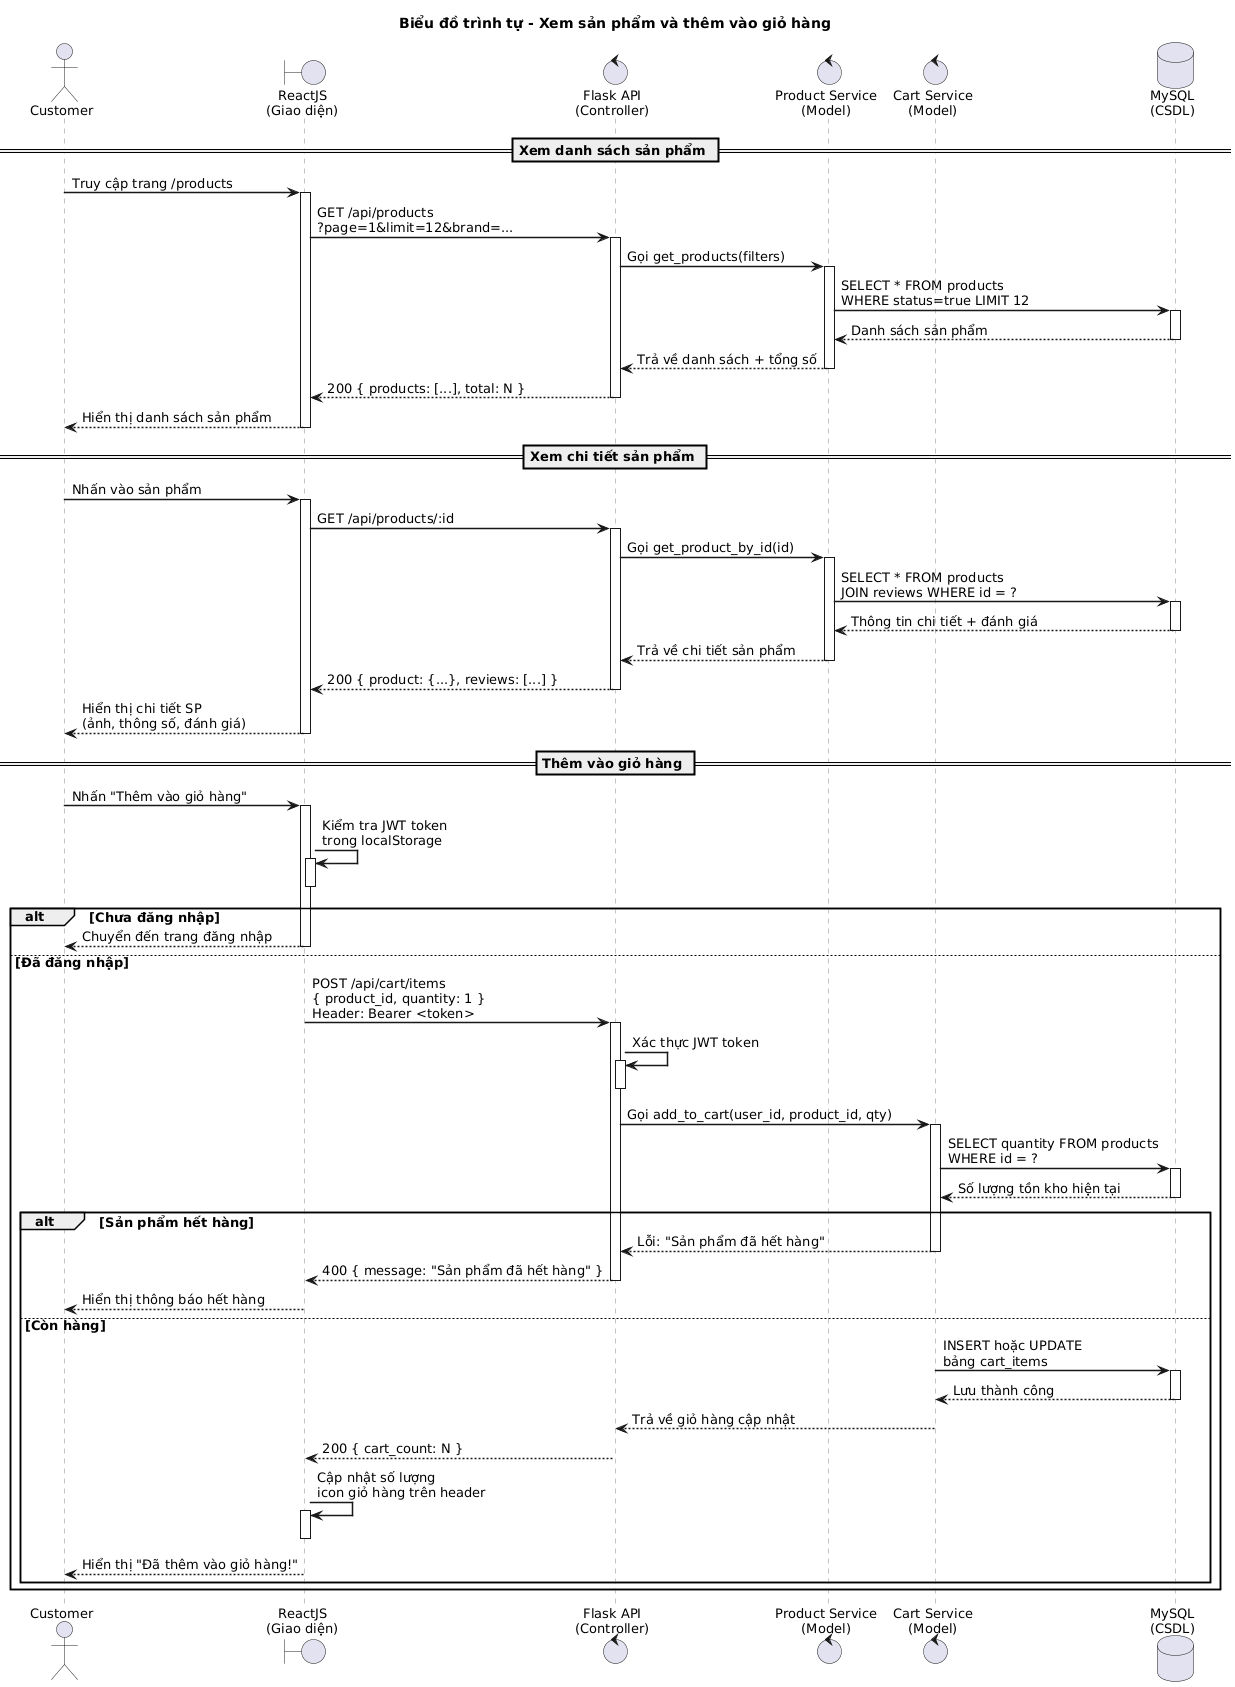 Biểu đồ trình tự - Xem sản phẩm và thêm vào giỏ hàng
Customer
ReactJS
(Giao diện)
Flask API
(Controller)
Product Service
(Model)
Cart Service
(Model)
MySQL
(CSDL)
Xem danh sách sản phẩm
Truy cập trang /products
GET /api/products
?page=1&limit=12&brand=...
Gọi get_products(filters)
SELECT * FROM products
WHERE status=true LIMIT 12
Danh sách sản phẩm
Trả về danh sách + tổng số
200 { products: [...], total: N }
Hiển thị danh sách sản phẩm
Xem chi tiết sản phẩm
Nhấn vào sản phẩm
GET /api/products/:id
Gọi get_product_by_id(id)
SELECT * FROM products
JOIN reviews WHERE id = ?
Thông tin chi tiết + đánh giá
Trả về chi tiết sản phẩm
200 { product: {...}, reviews: [...] }
Hiển thị chi tiết SP
(ảnh, thông số, đánh giá)
Thêm vào giỏ hàng
Nhấn "Thêm vào giỏ hàng"
Kiểm tra JWT token
trong localStorage
alt [Chưa đăng nhập]
Chuyển đến trang đăng nhập
[Đã đăng nhập]
POST /api/cart/items
{ product_id, quantity: 1 }
Header: Bearer <token>
Xác thực JWT token
Gọi add_to_cart(user_id, product_id, qty)
SELECT quantity FROM products
WHERE id = ?
Số lượng tồn kho hiện tại
alt [Sản phẩm hết hàng]
Lỗi: "Sản phẩm đã hết hàng"
400 { message: "Sản phẩm đã hết hàng" }
Hiển thị thông báo hết hàng
[Còn hàng]
INSERT hoặc UPDATE
bảng cart_items
Lưu thành công
Trả về giỏ hàng cập nhật
200 { cart_count: N }
Cập nhật số lượng
icon giỏ hàng trên header
Hiển thị "Đã thêm vào giỏ hàng!"
Customer
ReactJS
(Giao diện)
Flask API
(Controller)
Product Service
(Model)
Cart Service
(Model)
MySQL
(CSDL)